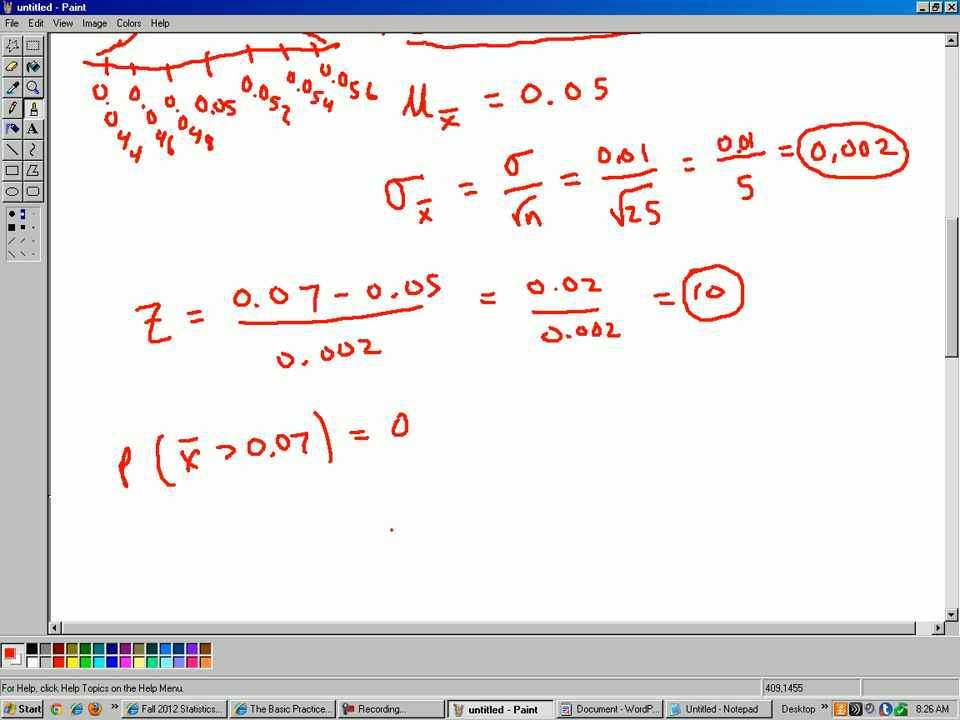 untitled - Paint
File Edit View Image Colors Help
0.044 0.046 0.048 0.05 0.052 0.054 0.056
μx̄ = 0.05
σx̄ = σ/√n = 0.01/√25 = 0.01/5 = 0.002
Z = (0.07 - 0.05)/0.002 = 0.02/0.002 = 10
P(x̄ > 0.07) = 0
For Help, click Help Topics on the Help Menu. 409,1455
Start Fall 2012 Statistics... The Basic Practice... Recording... untitled - Paint Document - WordP... Untitled - Notepad Desktop 8:26 AM